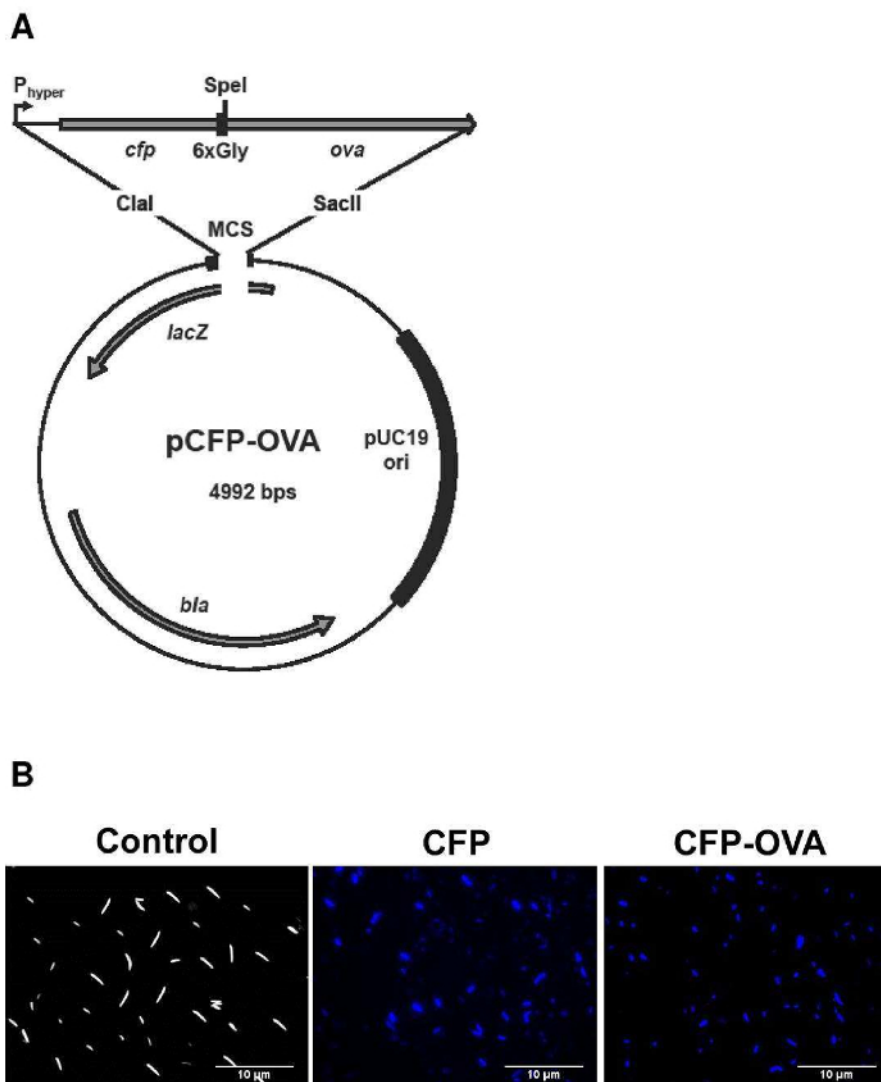 A
P hyper
SpeI
cfp
6xGly
ova
ClaI
SacII
MCS
lacZ
pCFP-OVA
4992 bps
pUC19
ori
bla
B
Control
CFP
CFP-OVA
10 µm
10 µm
10 µm